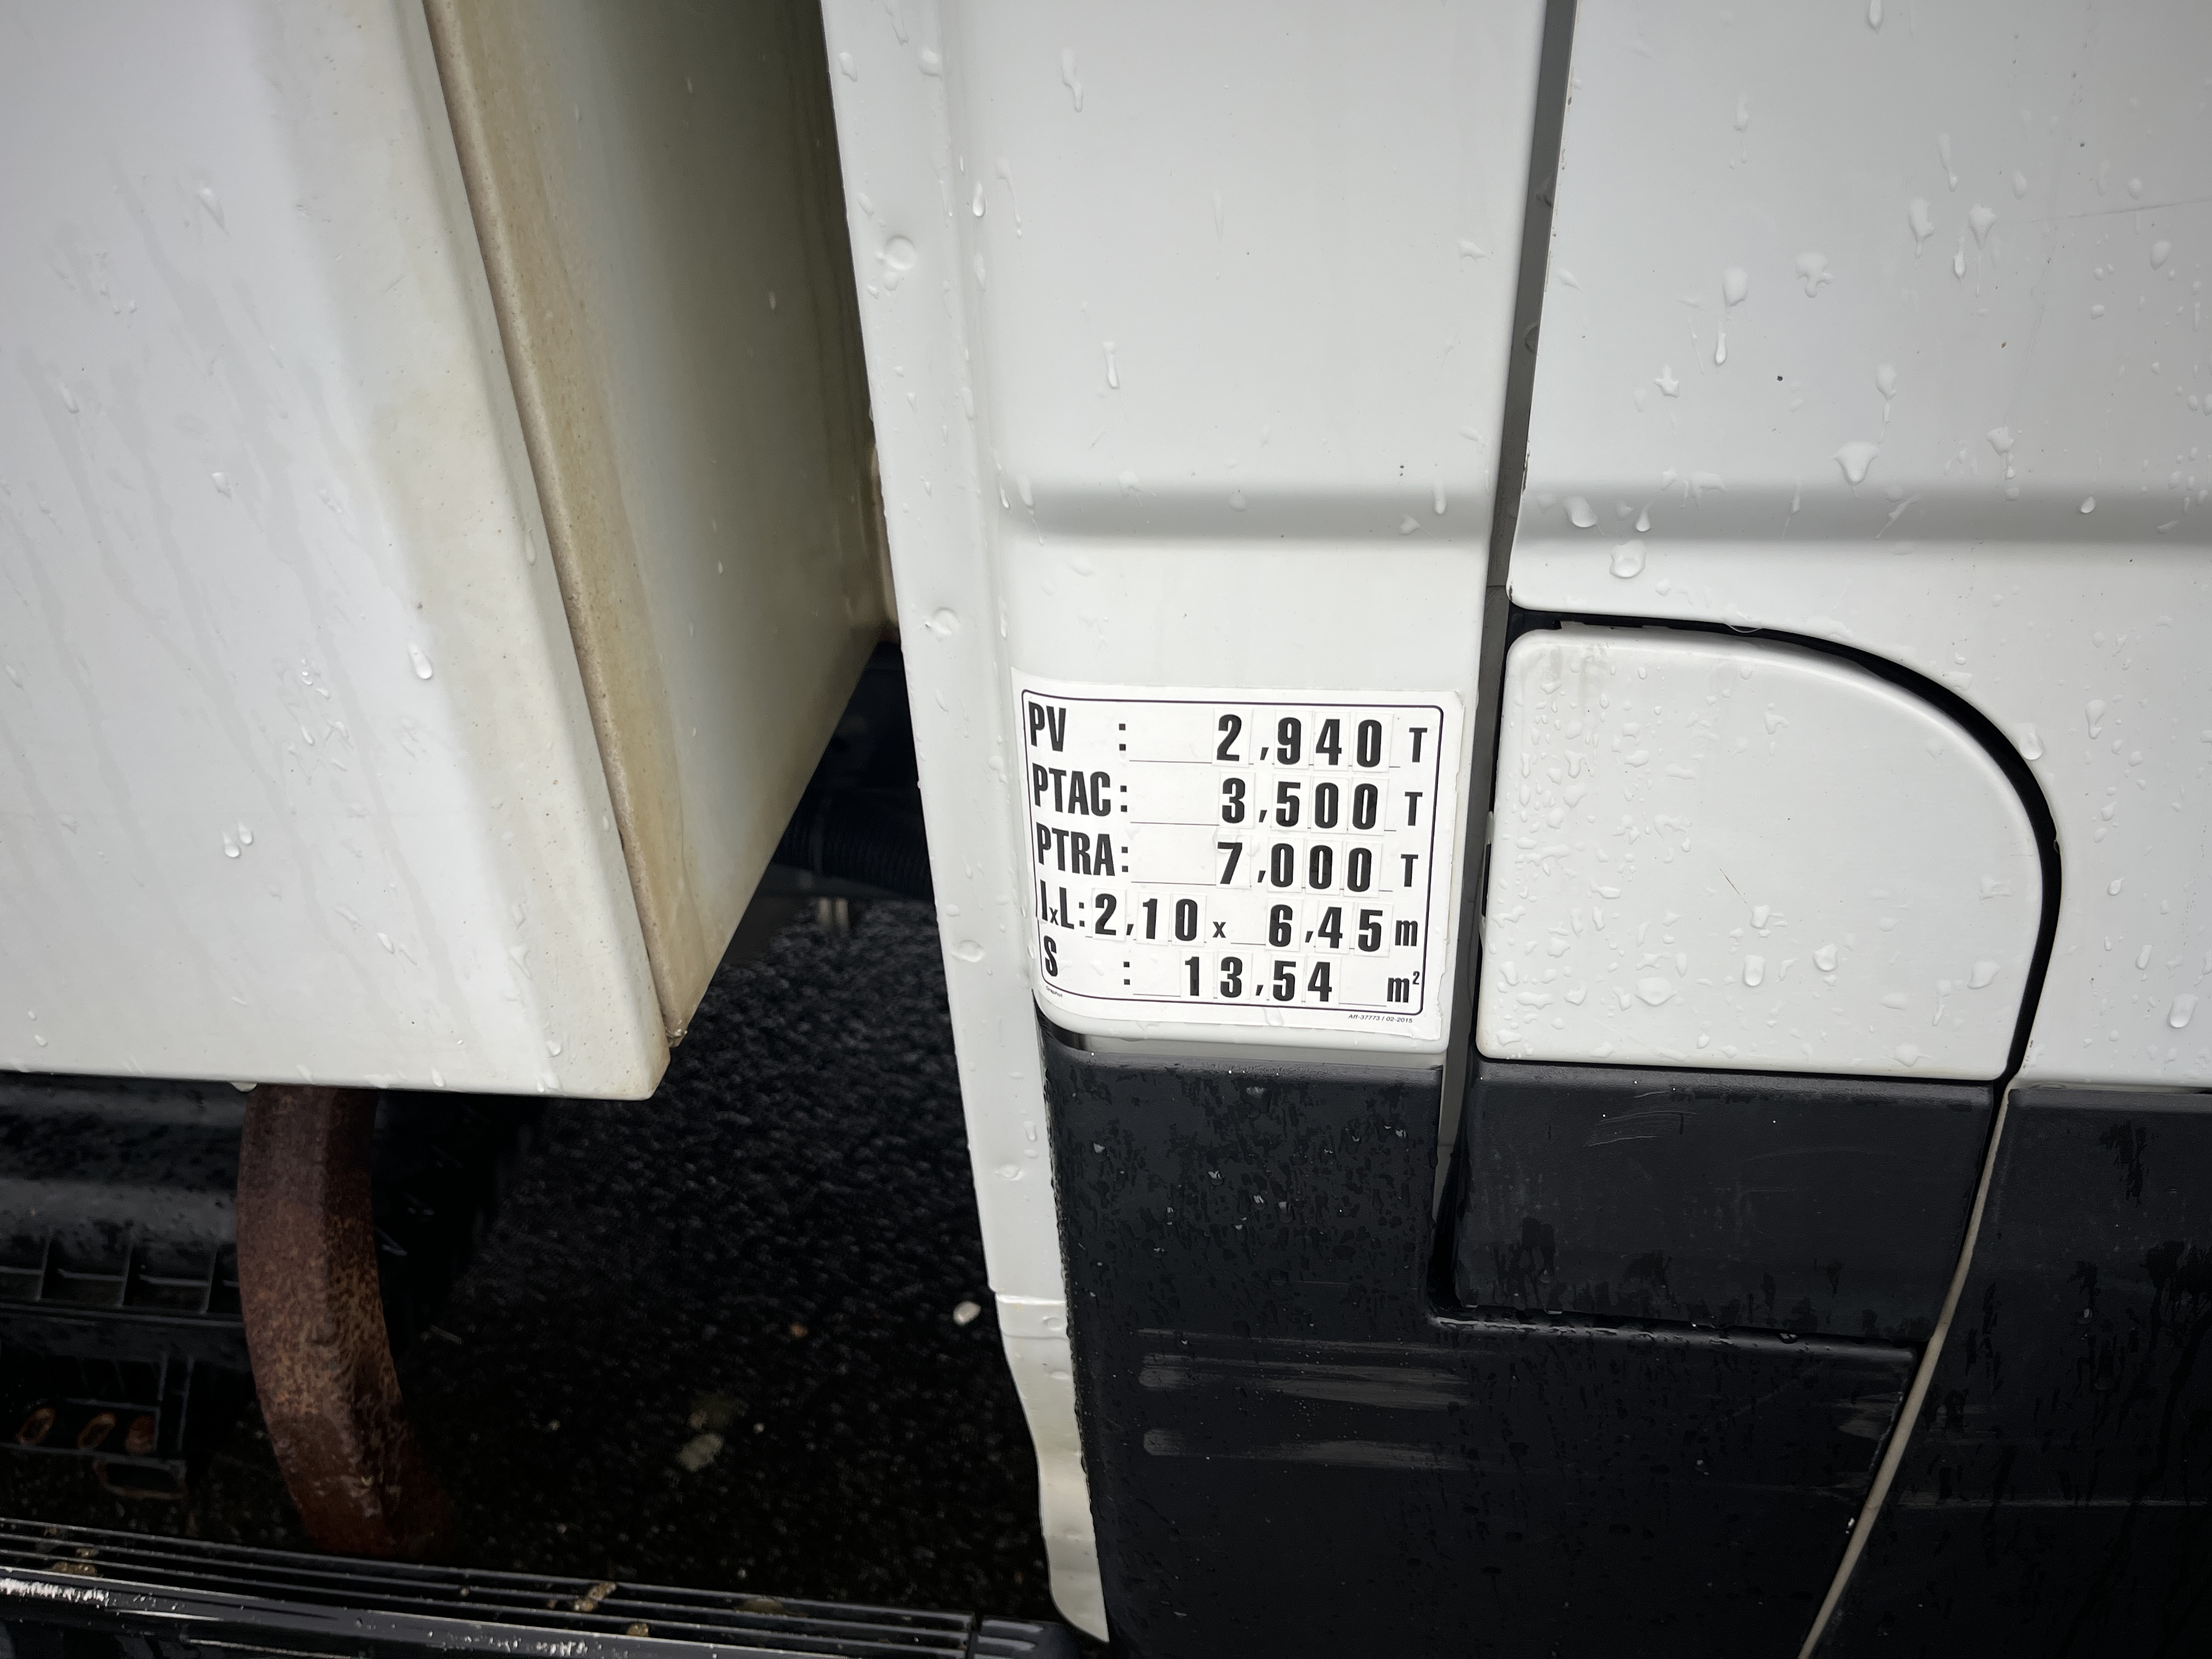 PV : 2,940 T
PTAC: 3,500 T
PTRA: 7,000 T
lxL: 2,10 x 6,45 m
S : 13,54 m²
AR-37773 / 02-2015